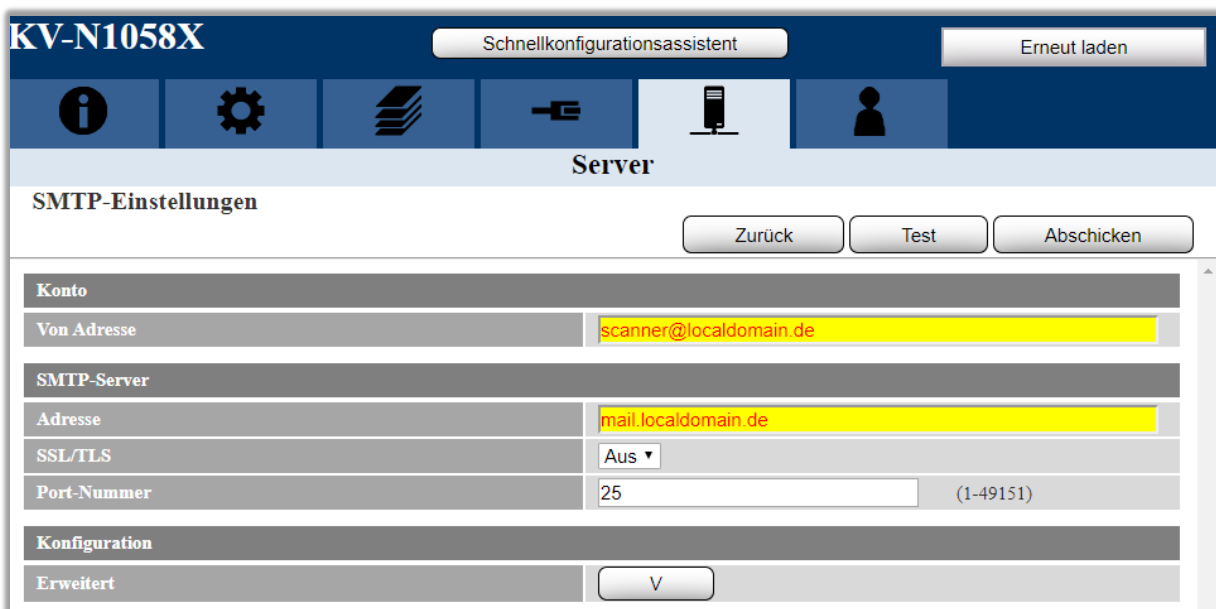 KV-N1058X
Schnellkonfigurationsassistent
Erneut laden
Server
SMTP-Einstellungen
Zurück Test Abschicken
Konto
Von Adresse scanner@localdomain.de
SMTP-Server
Adresse mail.localdomain.de
SSL/TLS Aus
Port-Nummer 25 (1-49151)
Konfiguration
Erweitert V